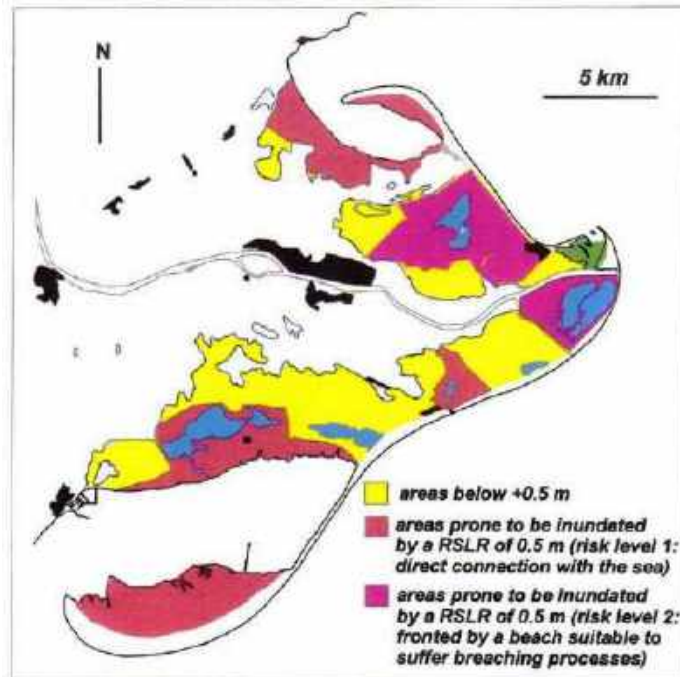 N
5 km
areas below +0.5 m
areas prone to be inundated
by a RSLR of 0.5 m (risk level 1:
direct connection with the sea)
areas prone to be inundated
by a RSLR of 0.5 m (risk level 2:
fronted by a beach suitable to
suffer breaching processes)